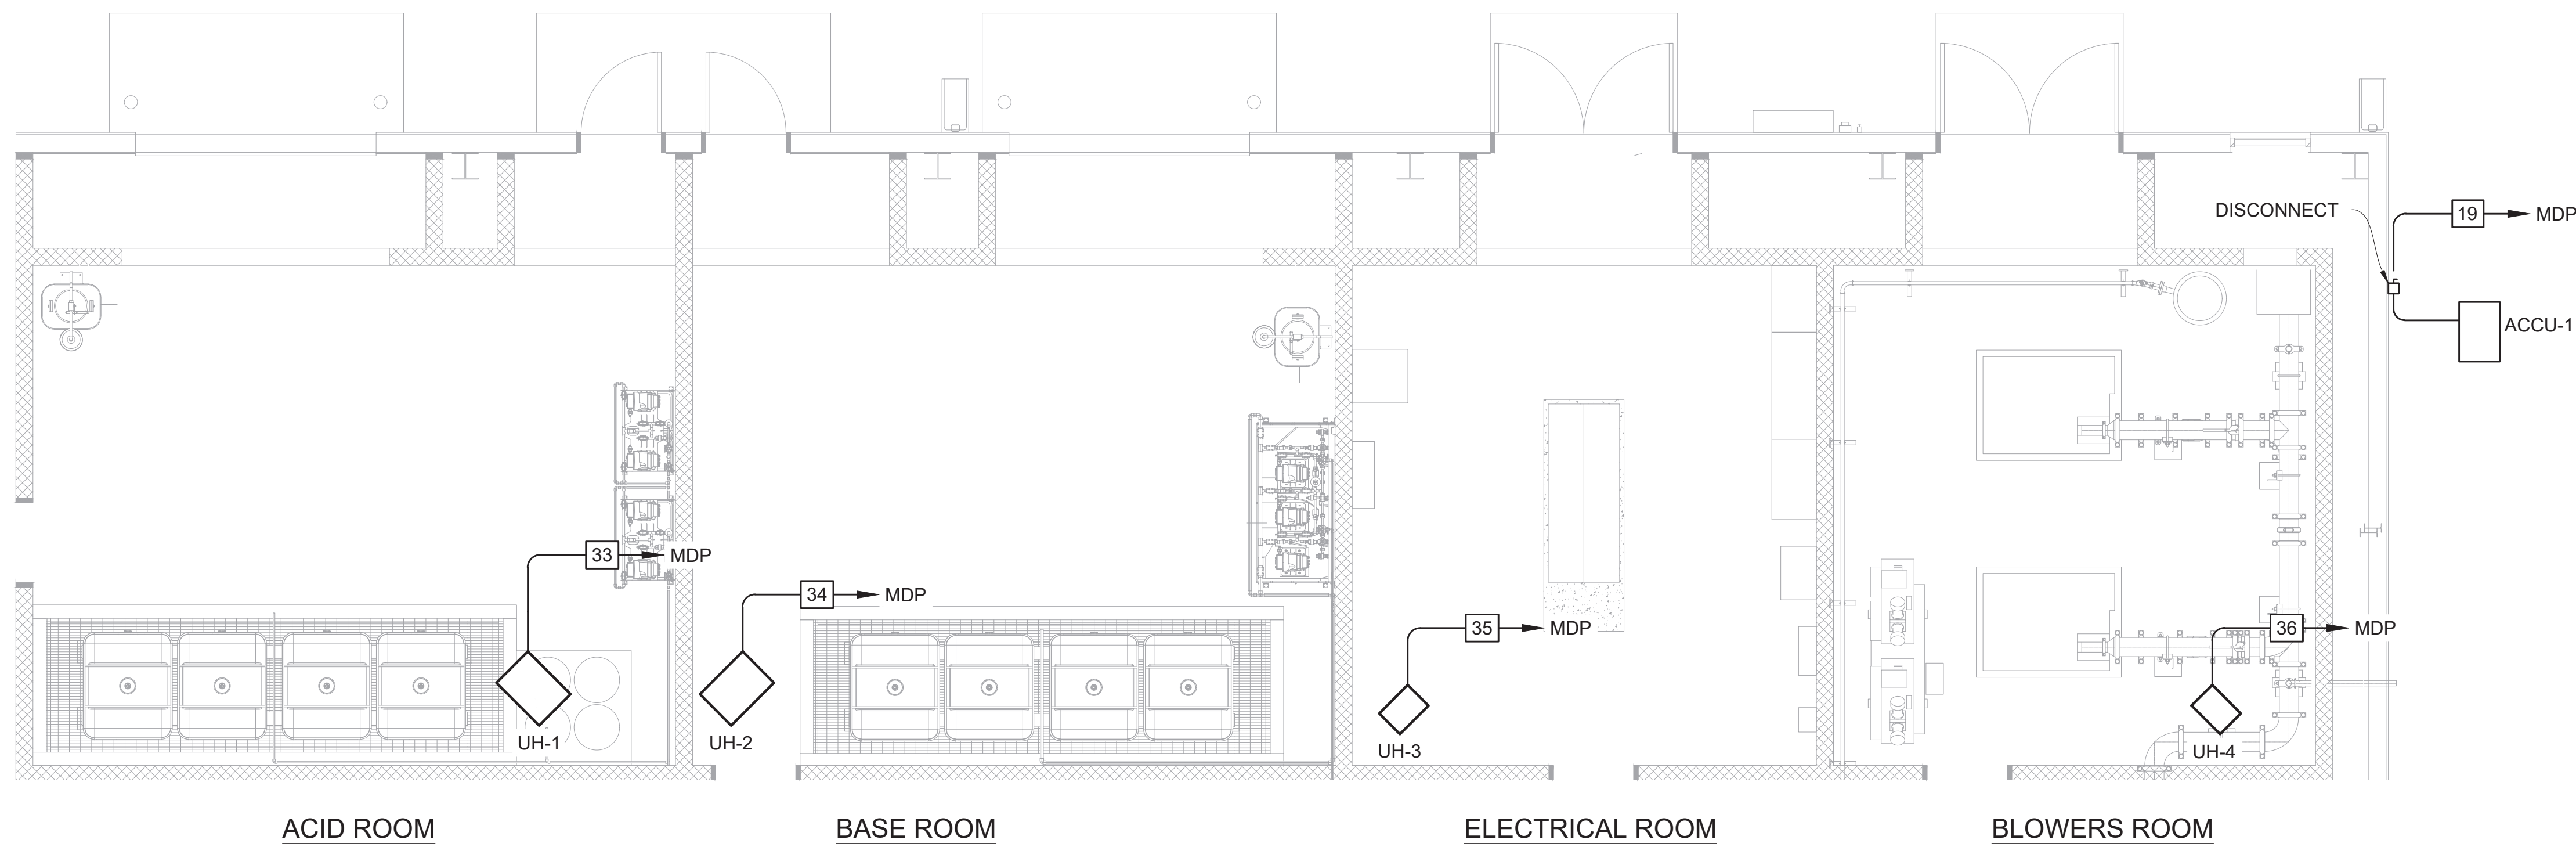 DISCONNECT
19
MDP
ACCU-1
33
MDP
34
MDP
35
MDP
36
MDP
UH-1
UH-2
UH-3
UH-4
ACID ROOM
BASE ROOM
ELECTRICAL ROOM
BLOWERS ROOM